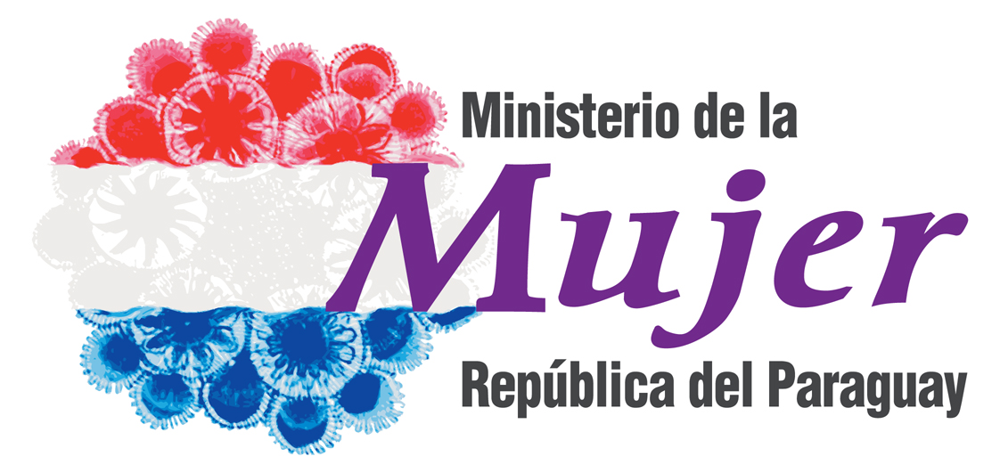 Ministerio de la
Mujer
República del Paraguay